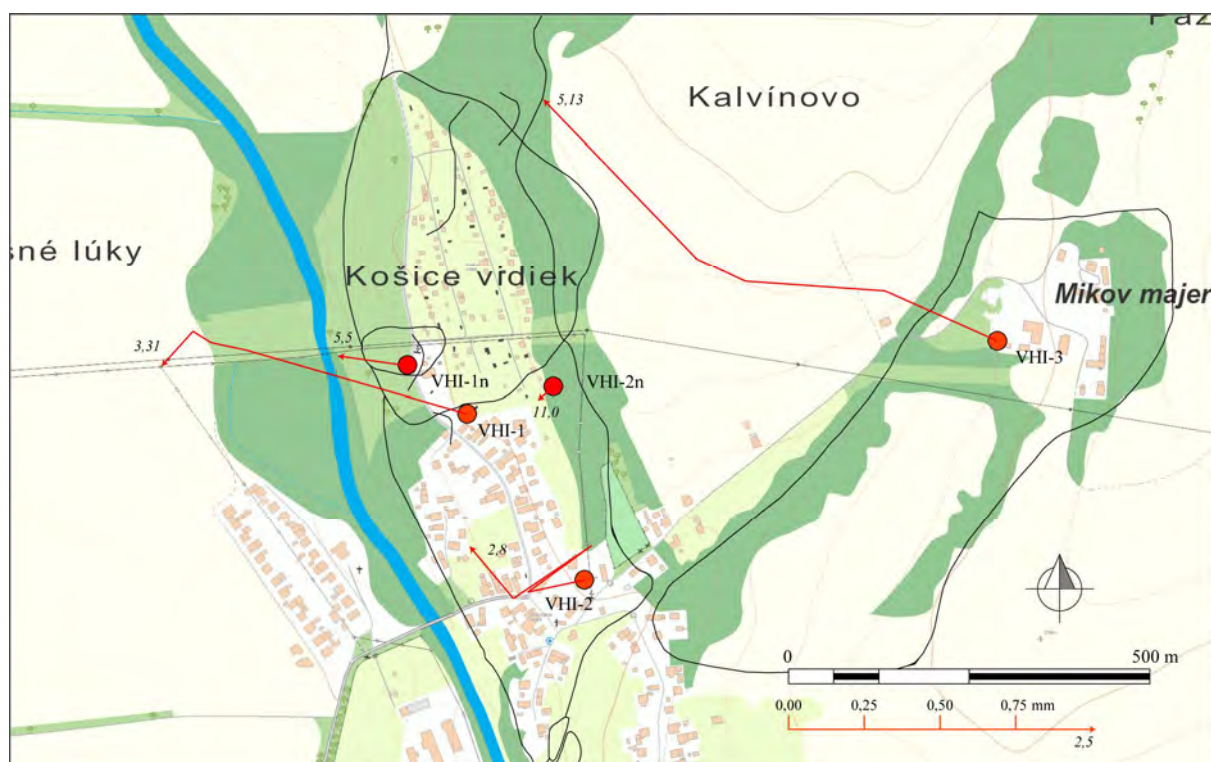 Paž
Kalvínovo
5,13
sné lúky
Košice vidiek
Mikov majer
3,31
5,5
VHI-1n
VHI-2n
VHI-3
11,0
VHI-1
2,8
VHI-2
0
500 m
0,00
0,25
0,50
0,75 mm
2,5